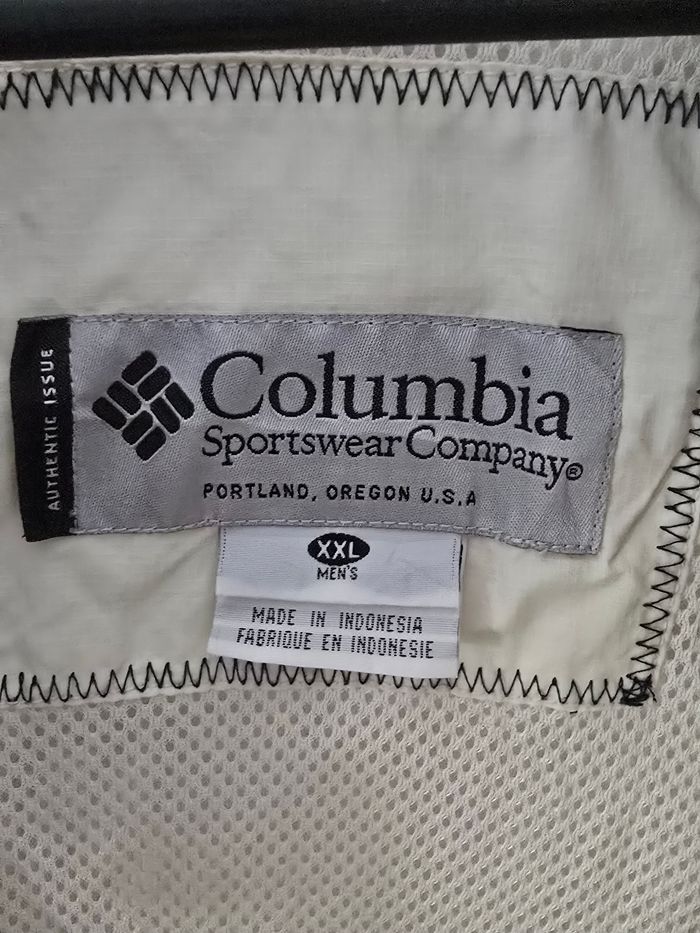 AUTHENTIC ISSUE
Columbia
Sportswear Company®
PORTLAND, OREGON U.S.A
XXL
MEN'S
MADE IN INDONESIA
FABRIQUE EN INDONESIE